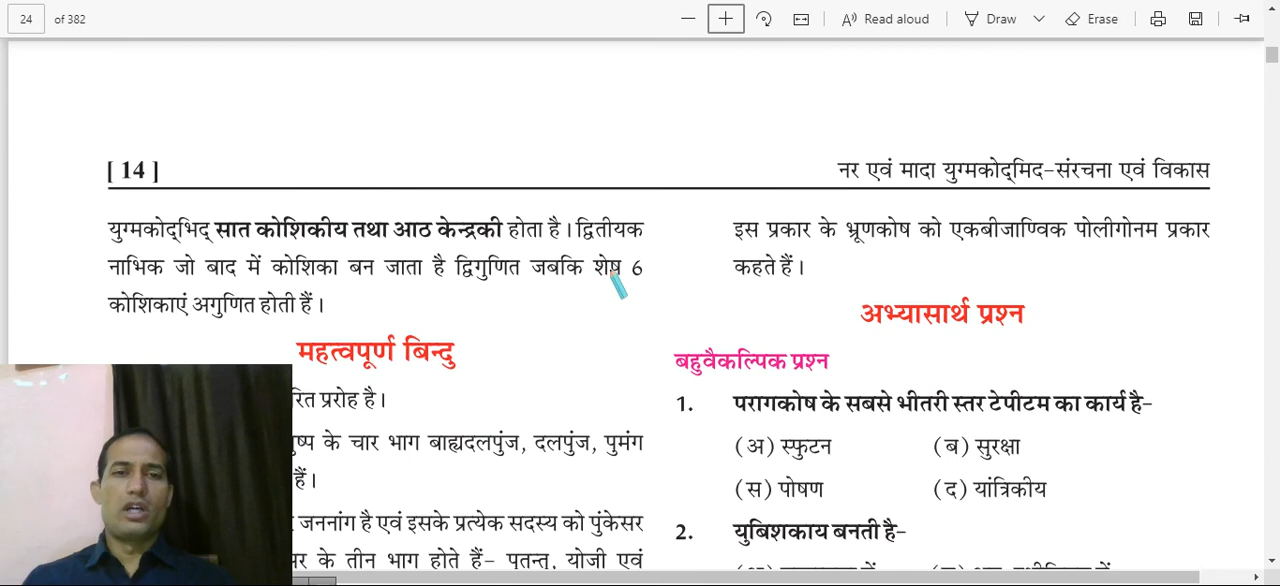 24 of 382
Read aloud Draw Erase
[ 14 ] नर एवं मादा युग्मकोद्‌मिद-संरचना एवं विकास
युग्मकोद्‌भिद् सात कोशिकीय तथा आठ केन्द्रकी होता है। द्वितीयक
नाभिक जो बाद में कोशिका बन जाता है द्विगुणित जबकि शेष 6
कोशिकाएं अगुणित होती हैं।
महत्वपूर्ण बिन्दु
रित प्ररोह है।
ष्प के चार भाग बाह्यदलपुंज, दलपुंज, पुमंग
हैं।
जननांग है एवं इसके प्रत्येक सदस्य को पुंकेसर
र के तीन भाग होते हैं- पृतन्तु, योजी एवं
इस प्रकार के भ्रूणकोष को एकबीजाण्विक पोलीगोनम प्रकार
कहते हैं।
अभ्यासार्थ प्रश्न
बहुवैकल्पिक प्रश्न
1. परागकोष के सबसे भीतरी स्तर टेपीटम का कार्य है-
(अ) स्फुटन (ब) सुरक्षा
(स) पोषण (द) यांत्रिकीय
2. युबिशकाय बनती है-